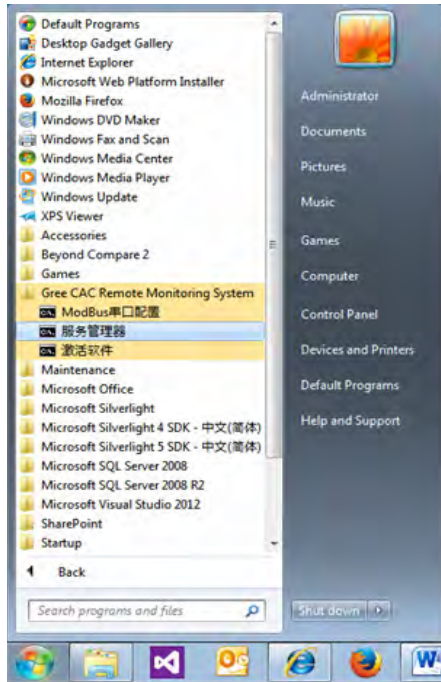 Default Programs
Desktop Gadget Gallery
Internet Explorer
Microsoft Web Platform Installer
Mozilla Firefox
Windows DVD Maker
Windows Fax and Scan
Windows Media Center
Windows Media Player
Windows Update
XPS Viewer
Accessories
Beyond Compare 2
Games
Gree CAC Remote Monitoring System
ModBus串口配置
服务管理器
激活软件
Maintenance
Microsoft Office
Microsoft Silverlight
Microsoft Silverlight 4 SDK - 中文(简体)
Microsoft Silverlight 5 SDK - 中文(简体)
Microsoft SQL Server 2008
Microsoft SQL Server 2008 R2
Microsoft Visual Studio 2012
SharePoint
Startup
Back
Search programs and files
Administrator
Documents
Pictures
Music
Games
Computer
Control Panel
Devices and Printers
Default Programs
Help and Support
Shut down